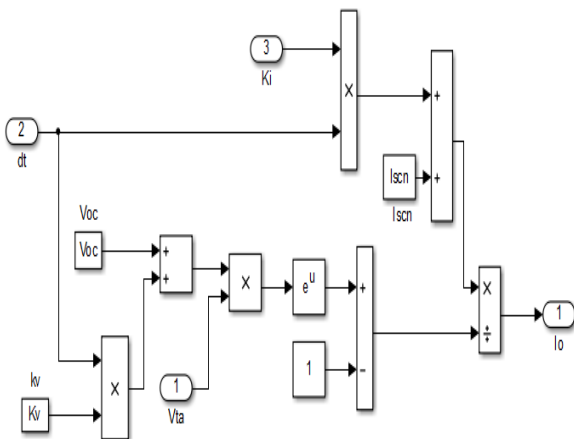 3
Ki
×
2
dt
+
Iscn
+
Iscn
Voc
Voc
+
+
×
e^u
+
×
÷
1
Io
1
−
kv
Kv
×
1
Vta